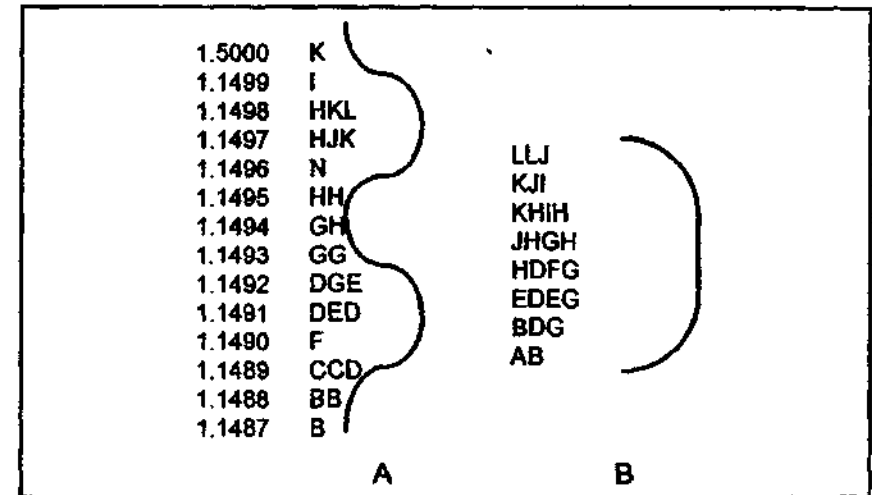 1.5000 K
1.1499 I
1.1498 HKL
1.1497 HJK
1.1496 N
1.1495 HH
1.1494 GH
1.1493 GG
1.1492 DGE
1.1491 DED
1.1490 F
1.1489 CCD
1.1488 BB
1.1487 B
LLJ
KJI
KHIH
JHGH
HDFG
EDEG
BDG
AB
A B